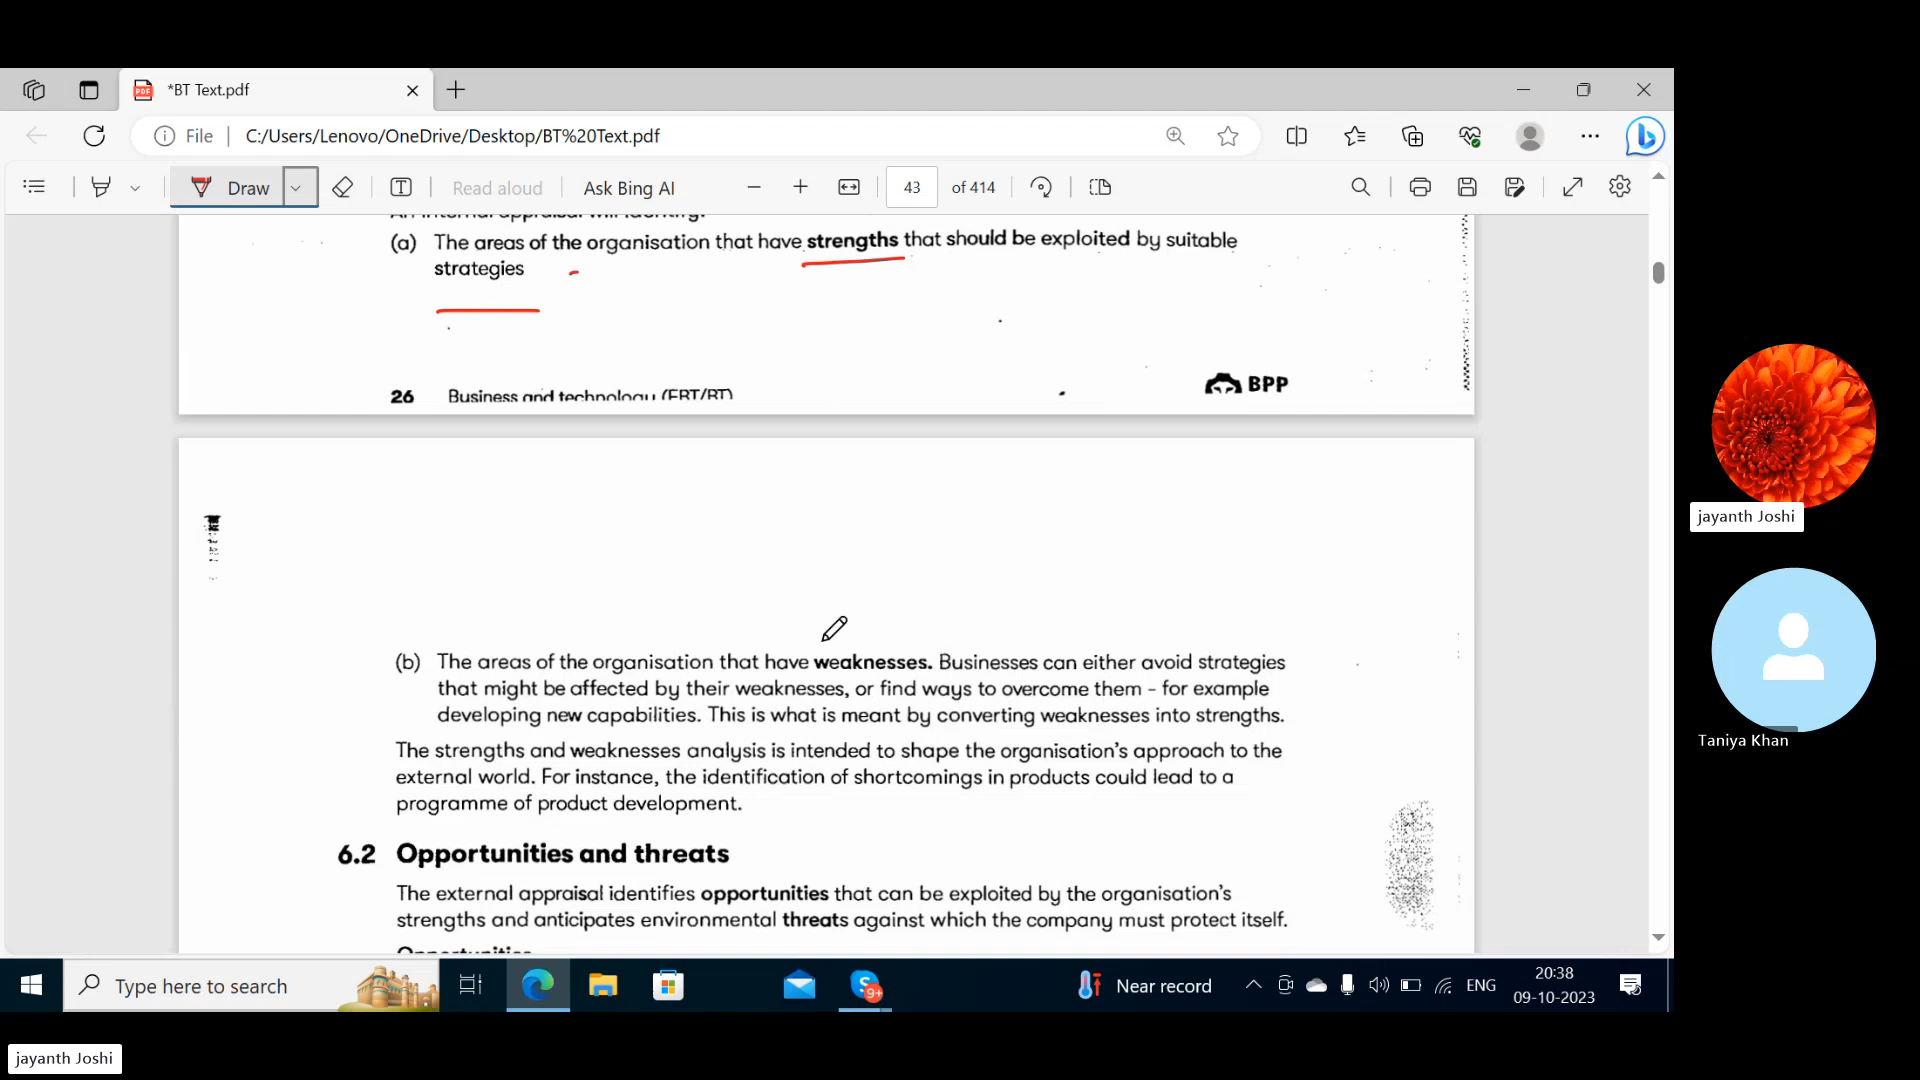 *BT Text.pdf
File
C:/Users/Lenovo/OneDrive/Desktop/BT%20Text.pdf
Draw
Read aloud
Ask Bing AI
43
of 414
An internal appraisal will identify:
(a) The areas of the organisation that have strengths that should be exploited by suitable
strategies
26 Business and technology (FBT/BT)
BPP
(b) The areas of the organisation that have weaknesses. Businesses can either avoid strategies
that might be affected by their weaknesses, or find ways to overcome them - for example
developing new capabilities. This is what is meant by converting weaknesses into strengths.
The strengths and weaknesses analysis is intended to shape the organisation's approach to the
external world. For instance, the identification of shortcomings in products could lead to a
programme of product development.
6.2 Opportunities and threats
The external appraisal identifies opportunities that can be exploited by the organisation's
strengths and anticipates environmental threats against which the company must protect itself.
Opportunities
Type here to search
9+
Near record
ENG
20:38
09-10-2023
jayanth Joshi
Taniya Khan
jayanth Joshi